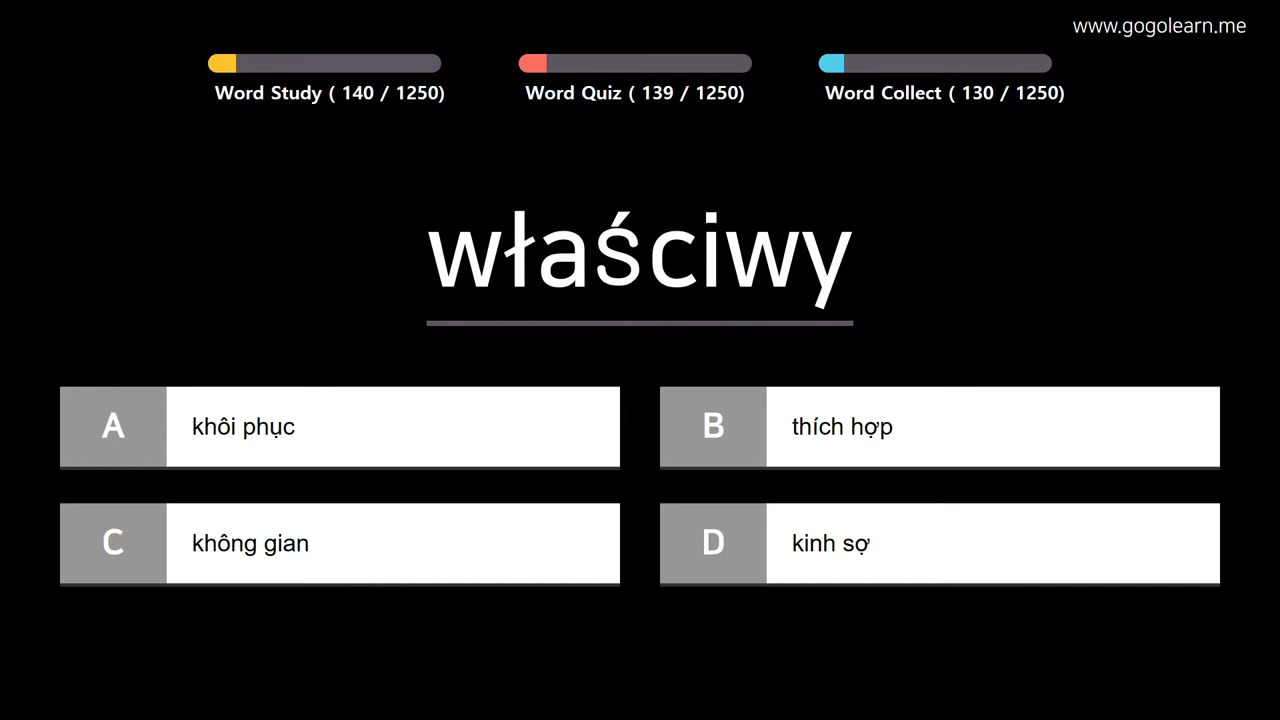 www.gogolearn.me
Word Study ( 140 / 1250)
Word Quiz ( 139 / 1250)
Word Collect ( 130 / 1250)
właściwy
A khôi phục
B thích hợp
C không gian
D kinh sợ